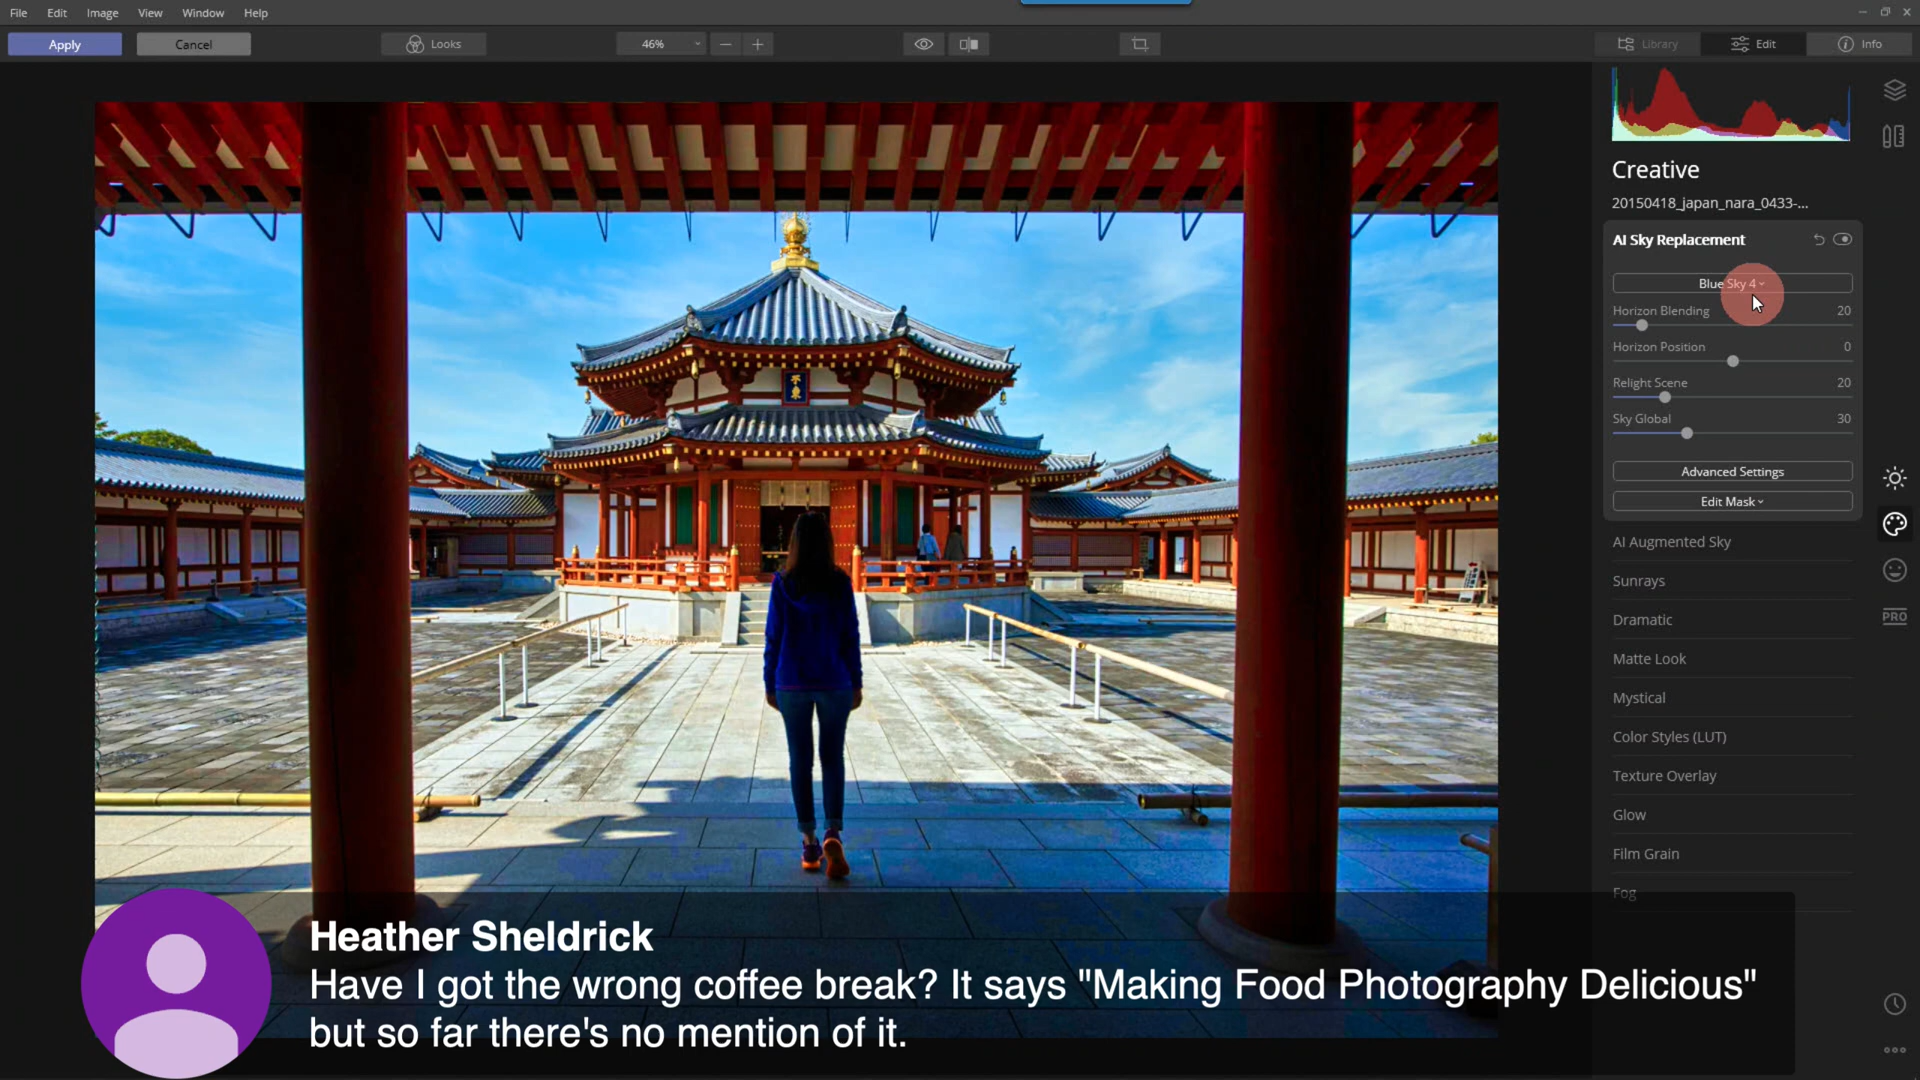 File Edit Image View Window Help
Apply Cancel Looks 46% Library Edit Info
Creative
20150418_japan_nara_0433-...
AI Sky Replacement
Blue Sky 4
Horizon Blending 20
Horizon Position 0
Relight Scene 20
Sky Global 30
Advanced Settings
Edit Mask
AI Augmented Sky
Sunrays
PRO
Dramatic
Matte Look
Mystical
Color Styles (LUT)
Texture Overlay
Glow
Film Grain
Fog
Heather Sheldrick
Have I got the wrong coffee break? It says "Making Food Photography Delicious"
but so far there's no mention of it.